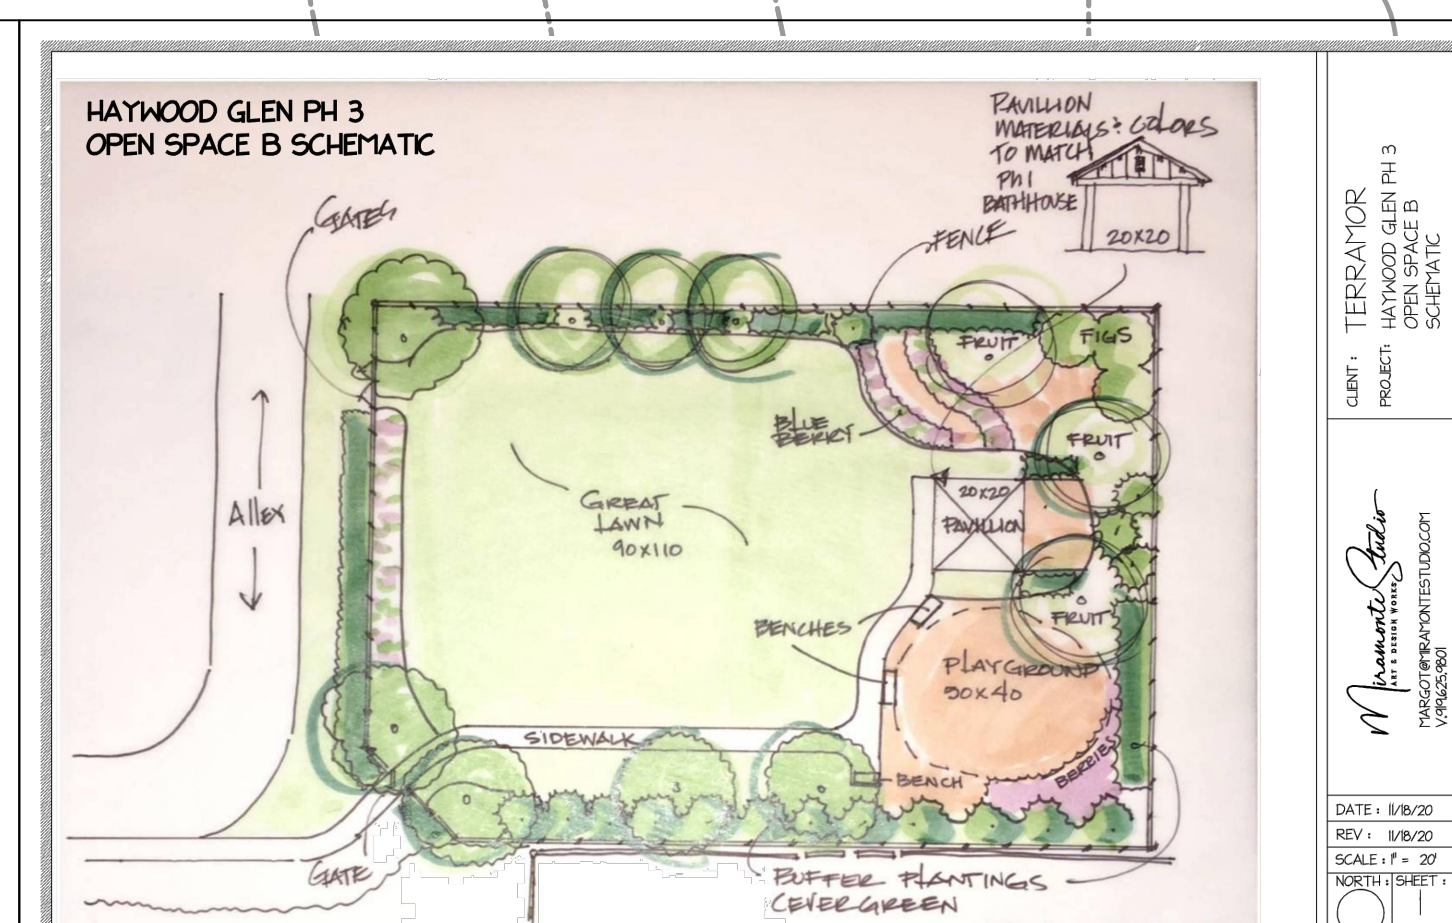 HAYWOOD GLEN PH 3
OPEN SPACE B SCHEMATIC
PAVILLION
MATERIALS & COLORS
TO MATCH
PH 1
BATHHOUSE
20x20
GATES
FENCE
FRUIT
FIGS
BLUE
BERRY
FRUIT
Alley
GREAT
LAWN
90x110
20x20
PAVILLION
BENCHES
FRUIT
PLAYGROUND
50x40
SIDEWALK
BENCH
BERRIES
GATE
BUFFER PLANTINGS
EVERGREEN
CLIENT: TERRAMOR
PROJECT: HAYWOOD GLEN PH 3
OPEN SPACE B
SCHEMATIC
Miramonte Studio
ART & DESIGN WORKS
MARGOT@MIRAMONTESTUDIO.COM
V.919.625.9801
DATE: 11/18/20
REV: 11/18/20
SCALE: 1" = 20'
NORTH: SHEET: